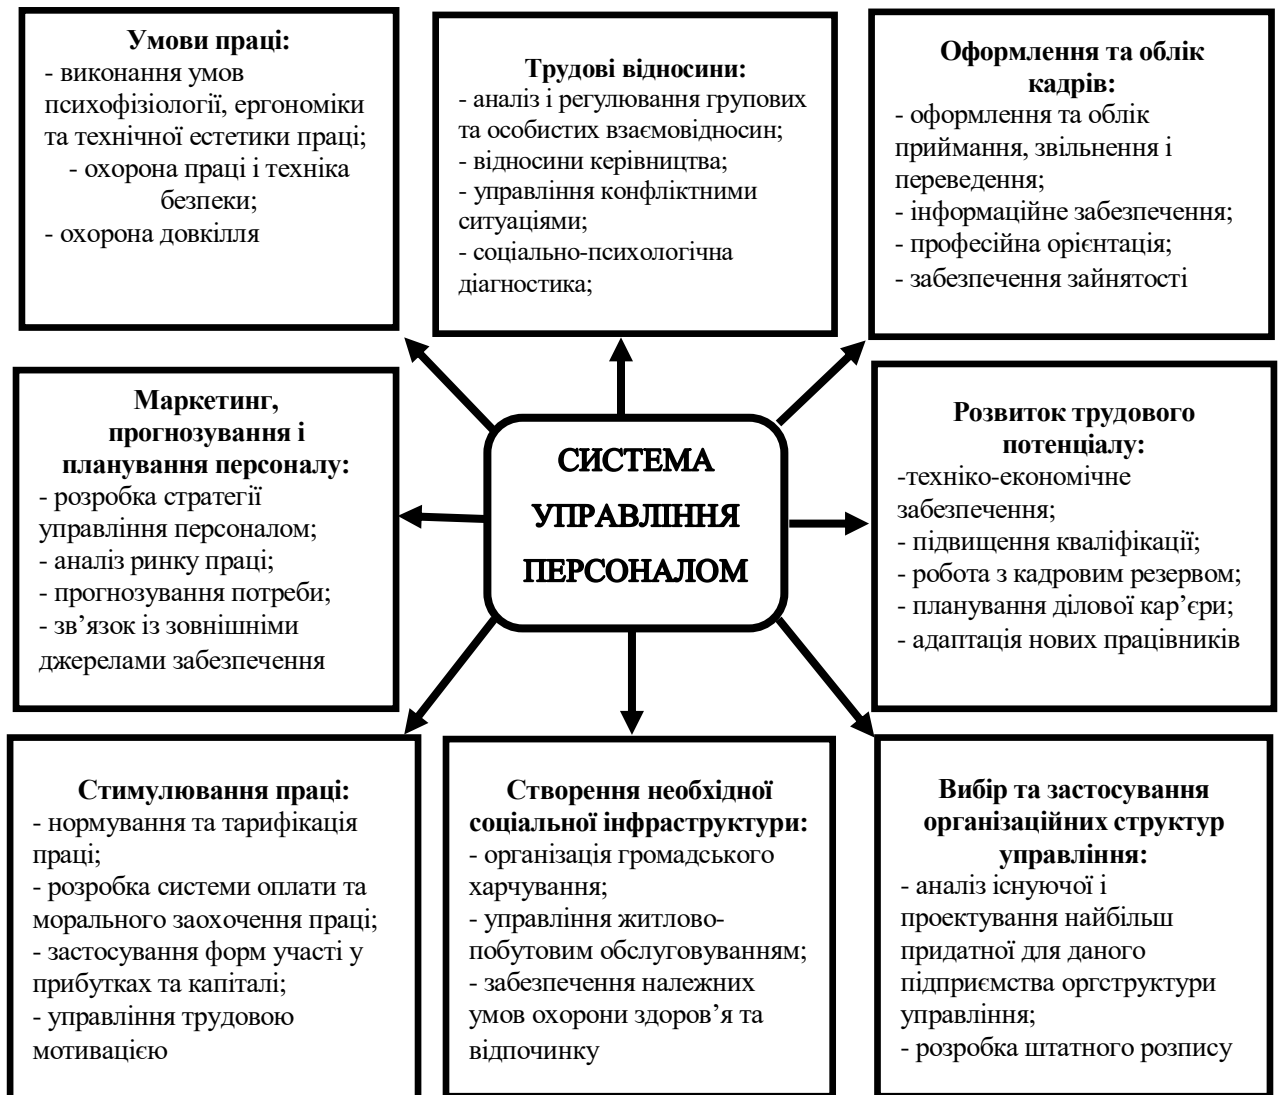 Умови праці:
- виконання умов
психофізіології, ергономіки
та технічної естетики праці;
- охорона праці і техніка
безпеки;
- охорона довкілля
Трудові відносини:
- аналіз і регулювання групових
та особистих взаємовідносин;
- відносини керівництва;
- управління конфліктними
ситуаціями;
- соціально-психологічна
діагностика;
Оформлення та облік
кадрів:
- оформлення та облік
приймання, звільнення і
переведення;
- інформаційне забезпечення;
- професійна орієнтація;
- забезпечення зайнятості
Маркетинг,
прогнозування і
планування персоналу:
- розробка стратегії
управління персоналом;
- аналіз ринку праці;
- прогнозування потреби;
- зв’язок із зовнішніми
джерелами забезпечення
СИСТЕМА
УПРАВЛІННЯ
ПЕРСОНАЛОМ
Розвиток трудового
потенціалу:
-техніко-економічне
забезпечення;
- підвищення кваліфікації;
- робота з кадровим резервом;
- планування ділової кар’єри;
- адаптація нових працівників
Стимулювання праці:
- нормування та тарифікація
праці;
- розробка системи оплати та
морального заохочення праці;
- застосування форм участі у
прибутках та капіталі;
- управління трудовою
мотивацією
Створення необхідної
соціальної інфраструктури:
- організація громадського
харчування;
- управління житлово-
побутовим обслуговуванням;
- забезпечення належних
умов охорони здоров’я та
відпочинку
Вибір та застосування
організаційних структур
управління:
- аналіз існуючої і
проектування найбільш
придатної для даного
підприємства оргструктури
управління;
- розробка штатного розпису